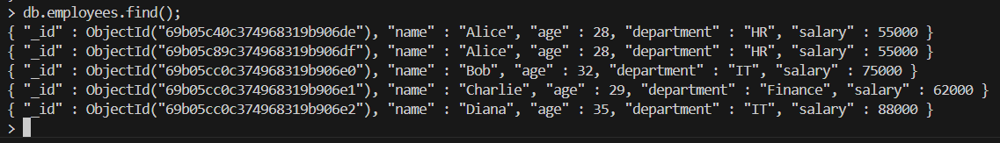 > db.employees.find();
{ "_id" : ObjectId("69b05c40c374968319b906de"), "name" : "Alice", "age" : 28, "department" : "HR", "salary" : 55000 }
{ "_id" : ObjectId("69b05c89c374968319b906df"), "name" : "Alice", "age" : 28, "department" : "HR", "salary" : 55000 }
{ "_id" : ObjectId("69b05cc0c374968319b906e0"), "name" : "Bob", "age" : 32, "department" : "IT", "salary" : 75000 }
{ "_id" : ObjectId("69b05cc0c374968319b906e1"), "name" : "Charlie", "age" : 29, "department" : "Finance", "salary" : 62000 }
{ "_id" : ObjectId("69b05cc0c374968319b906e2"), "name" : "Diana", "age" : 35, "department" : "IT", "salary" : 88000 }
>